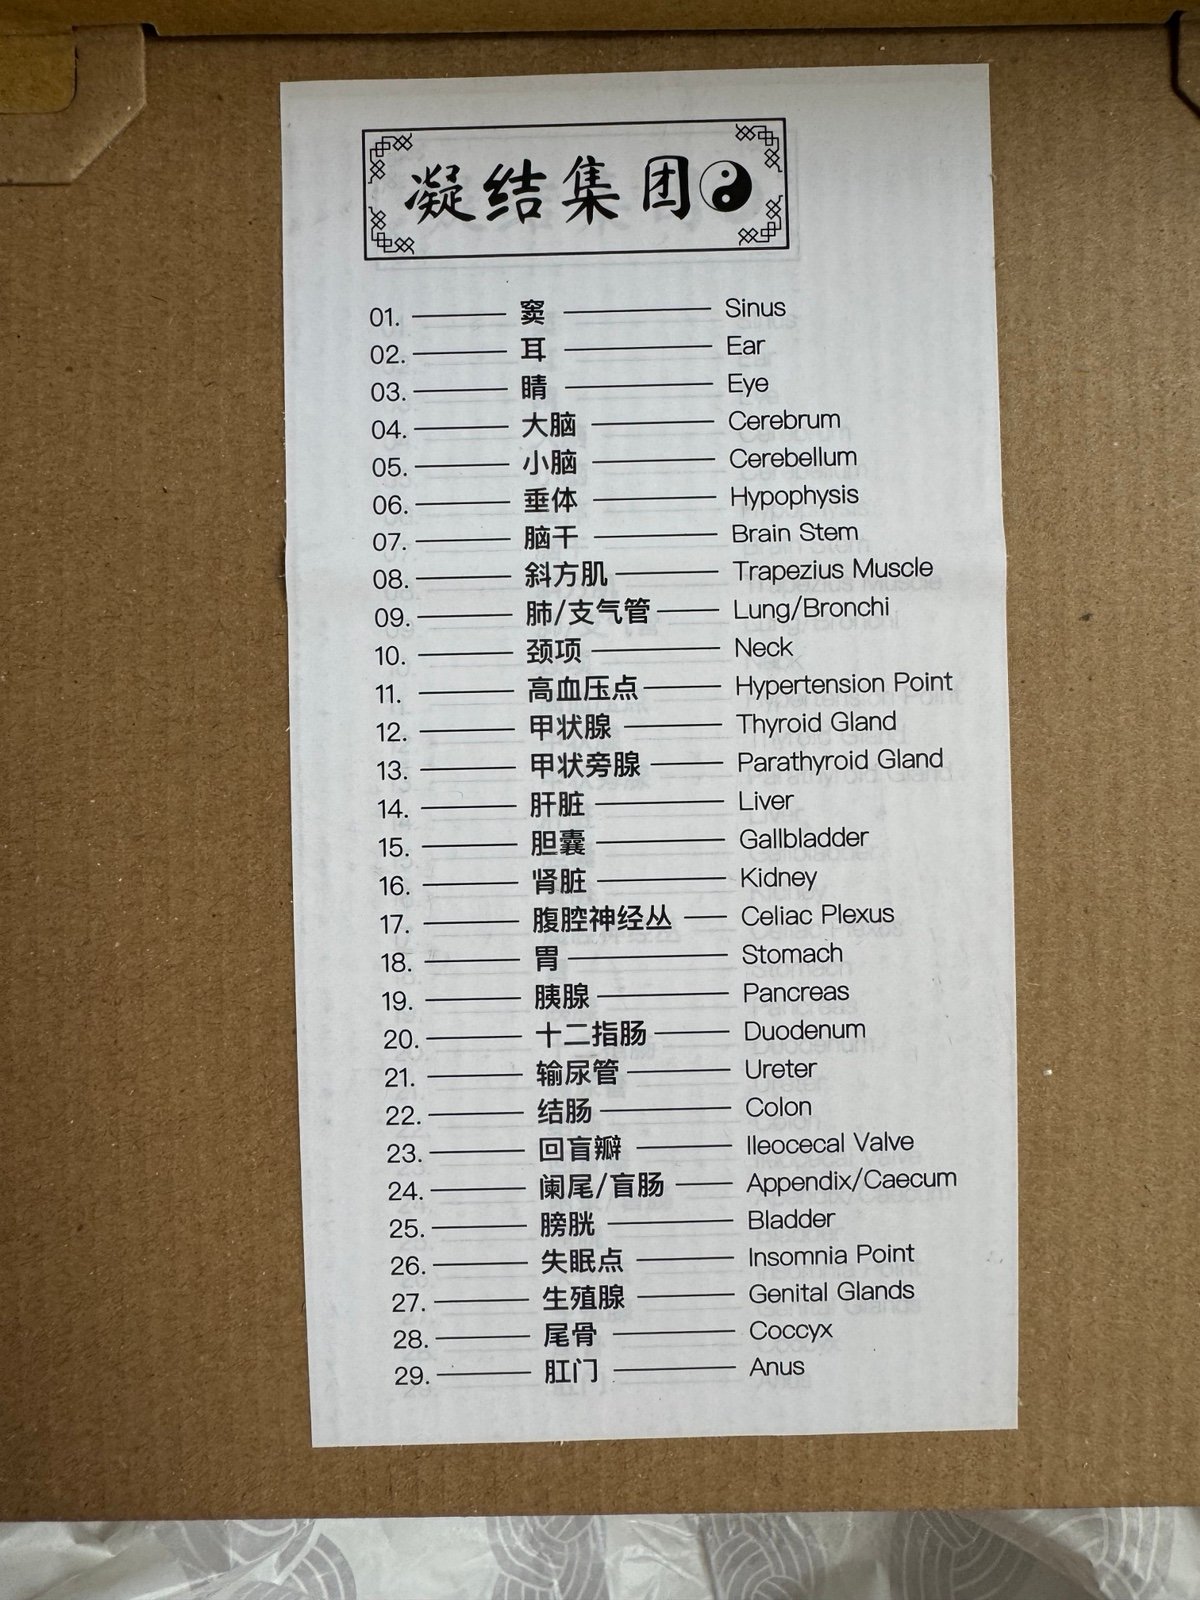 凝结集团
01. 窦 Sinus
02. 耳 Ear
03. 睛 Eye
04. 大脑 Cerebrum
05. 小脑 Cerebellum
06. 垂体 Hypophysis
07. 脑干 Brain Stem
08. 斜方肌 Trapezius Muscle
09. 肺/支气管 Lung/Bronchi
10. 颈项 Neck
11. 高血压点 Hypertension Point
12. 甲状腺 Thyroid Gland
13. 甲状旁腺 Parathyroid Gland
14. 肝脏 Liver
15. 胆囊 Gallbladder
16. 肾脏 Kidney
17. 腹腔神经丛 Celiac Plexus
18. 胃 Stomach
19. 胰腺 Pancreas
20. 十二指肠 Duodenum
21. 输尿管 Ureter
22. 结肠 Colon
23. 回盲瓣 Ileocecal Valve
24. 阑尾/盲肠 Appendix/Caecum
25. 膀胱 Bladder
26. 失眠点 Insomnia Point
27. 生殖腺 Genital Glands
28. 尾骨 Coccyx
29. 肛门 Anus